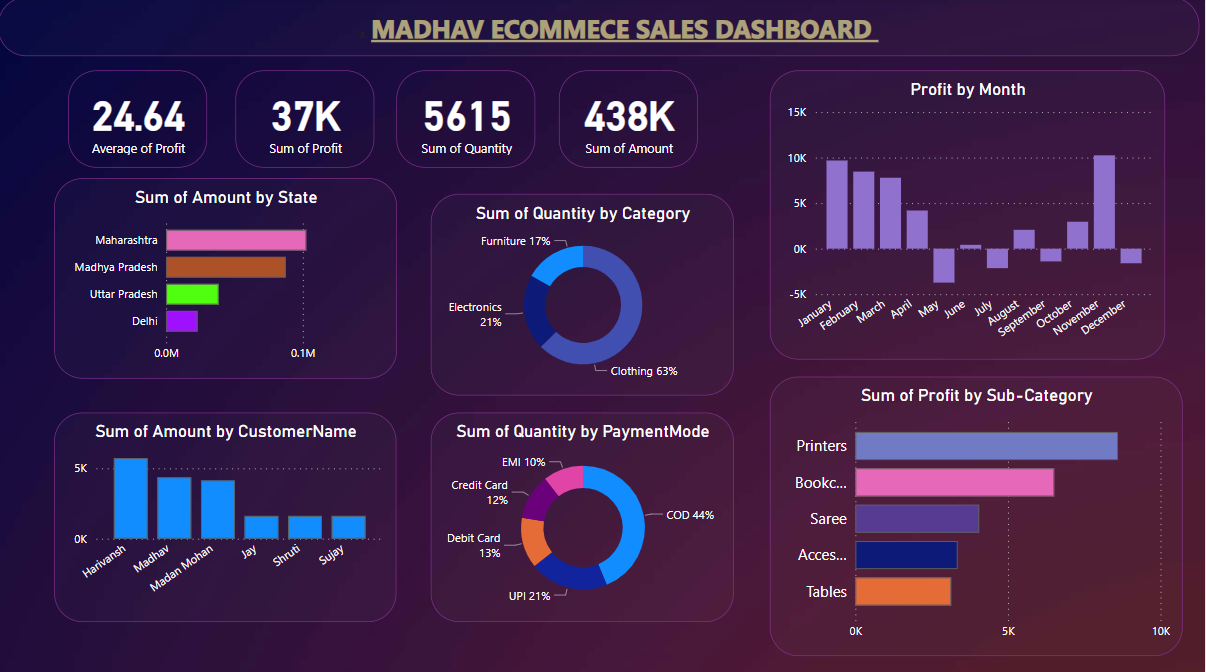 MADHAV ECOMMECE SALES DASHBOARD
24.64
Average of Profit
37K
Sum of Profit
5615
Sum of Quantity
438K
Sum of Amount
Profit by Month
15K
10K
5K
0K
-5K
January
February
March
April
May
June
July
August
September
October
November
December
Sum of Amount by State
Maharashtra
Madhya Pradesh
Uttar Pradesh
Delhi
0.0M
0.1M
Sum of Quantity by Category
Furniture 17%
Electronics
21%
Clothing 63%
Sum of Profit by Sub-Category
Printers
Bookc...
Saree
Acces...
Tables
0K
5K
10K
Sum of Amount by CustomerName
5K
0K
Harivansh
Madhav
Madan Mohan
Jay
Shruti
Sujay
Sum of Quantity by PaymentMode
EMI 10%
Credit Card
12%
COD 44%
Debit Card
13%
UPI 21%